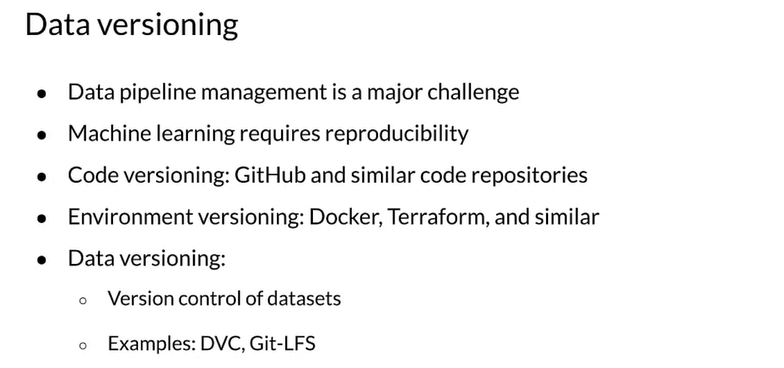 Data versioning
● Data pipeline management is a major challenge
● Machine learning requires reproducibility
● Code versioning: GitHub and similar code repositories
● Environment versioning: Docker, Terraform, and similar
● Data versioning:
○ Version control of datasets
○ Examples: DVC, Git-LFS